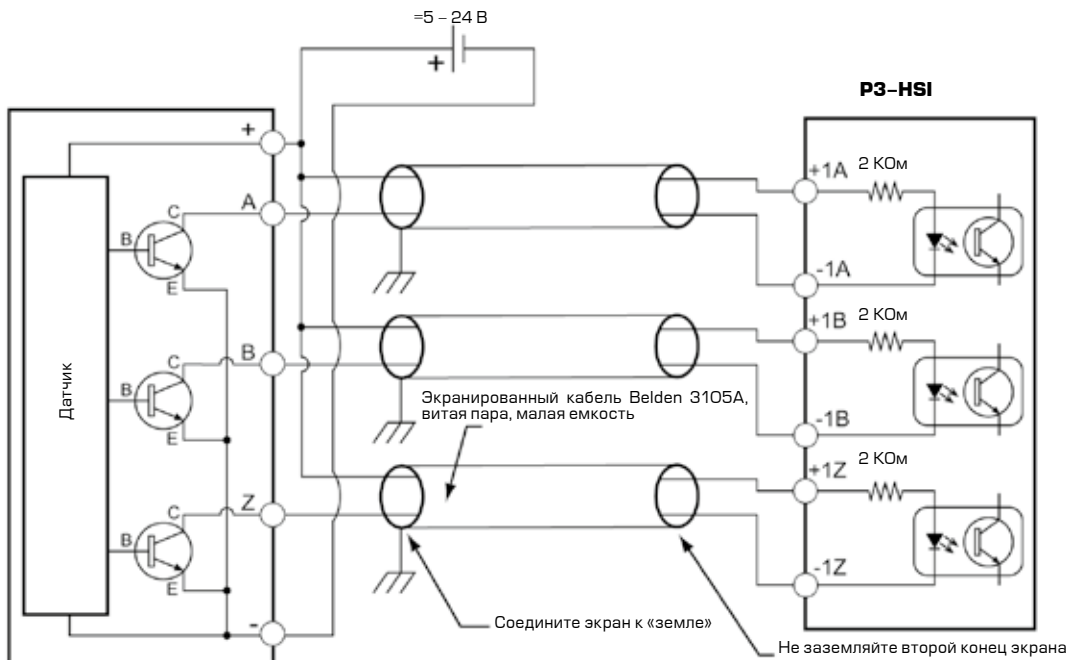 =5 – 24 В
+
P3-HSI
+
+1A 2 КОм
A
C
B
E
-1A
+1B 2 КОм
B
C
B
E
Датчик
Экранированный кабель Belden 3105A,
витая пара, малая емкость
-1B
+1Z 2 КОм
Z
C
B
E
-1Z
-
Соедините экран к «земле»
Не заземляйте второй конец экрана